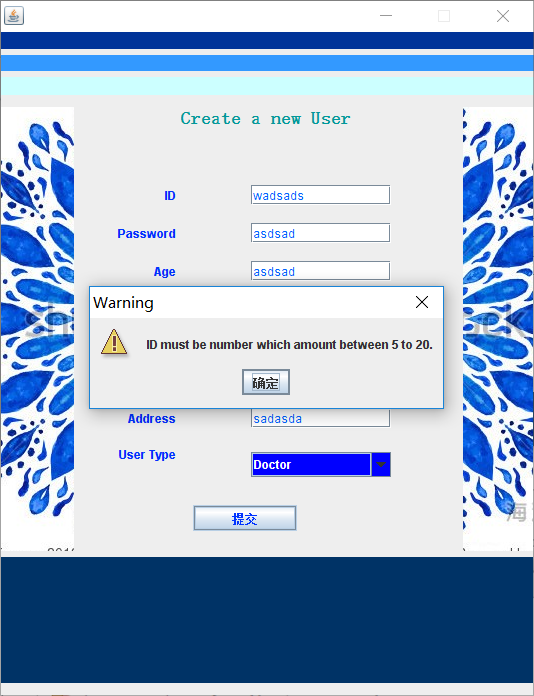 Create a new User
ID
wadsads
Password
asdsad
Age
asdsad
Warning
ID must be number which amount between 5 to 20.
确定
Address
sadasda
User Type
Doctor
提交